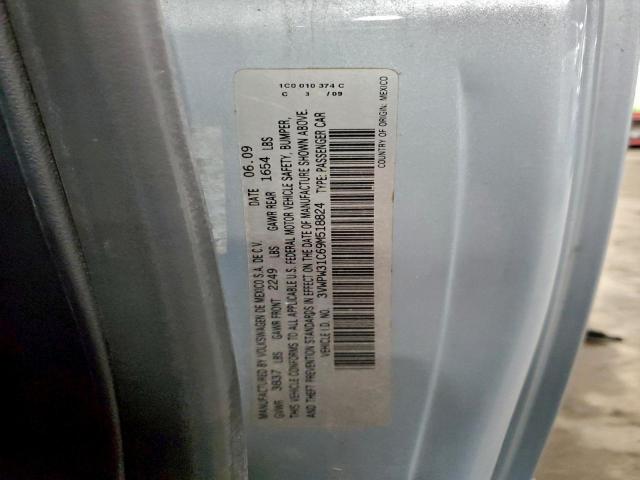 MANUFACTURED BY VOLKSWAGEN DE MEXICO S.A. DE C.V. DATE 06.09
GVWR 3837 LBS GAWR FRONT 2249 LBS GAWR REAR 1654 LBS
THIS VEHICLE CONFORMS TO ALL APPLICABLE U.S. FEDERAL MOTOR VEHICLE SAFETY, BUMPER,
AND THEFT PREVENTION STANDARDS IN EFFECT ON THE DATE OF MANUFACTURE SHOWN ABOVE.
VEHICLE I.D. NO. 3VWPW31C69M518824 TYPE: PASSENGER CAR
COUNTRY OF ORIGIN: MEXICO
1C0 010 374 C
C 3 /09